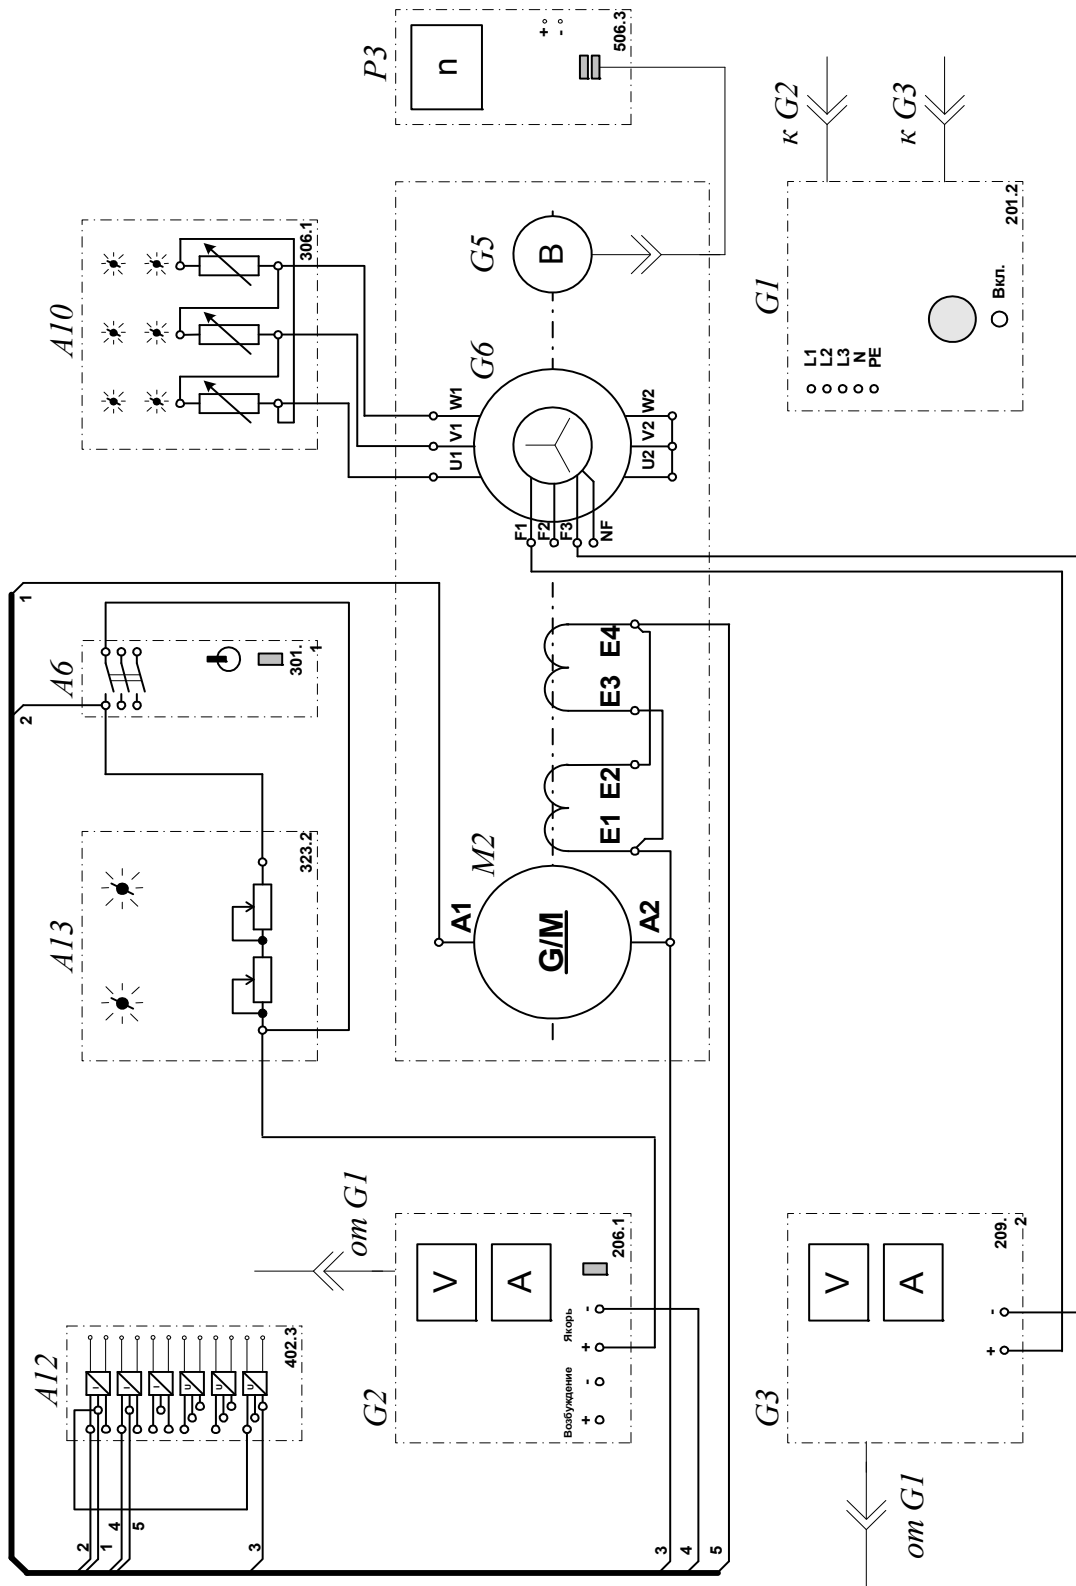 A12
402.3
I
I
I
U
U
U
2
1
4
5
3
A13
323.2
A6
301.1
2
1
A10
306.1
P3
n
+
-
506.3
от G1
G2
V
A
206.1
Возбуждение
Якорь
+
-
+
-
3
4
5
M2
A1
G/M
A2
E1
E2
E3
E4
G6
F1
F2
F3
NF
U1
V1
W1
U2
V2
W2
G5
B
от G1
G3
V
A
209.2
+
-
G1
L1
L2
L3
N
PE
Вкл.
201.2
к G2
к G3